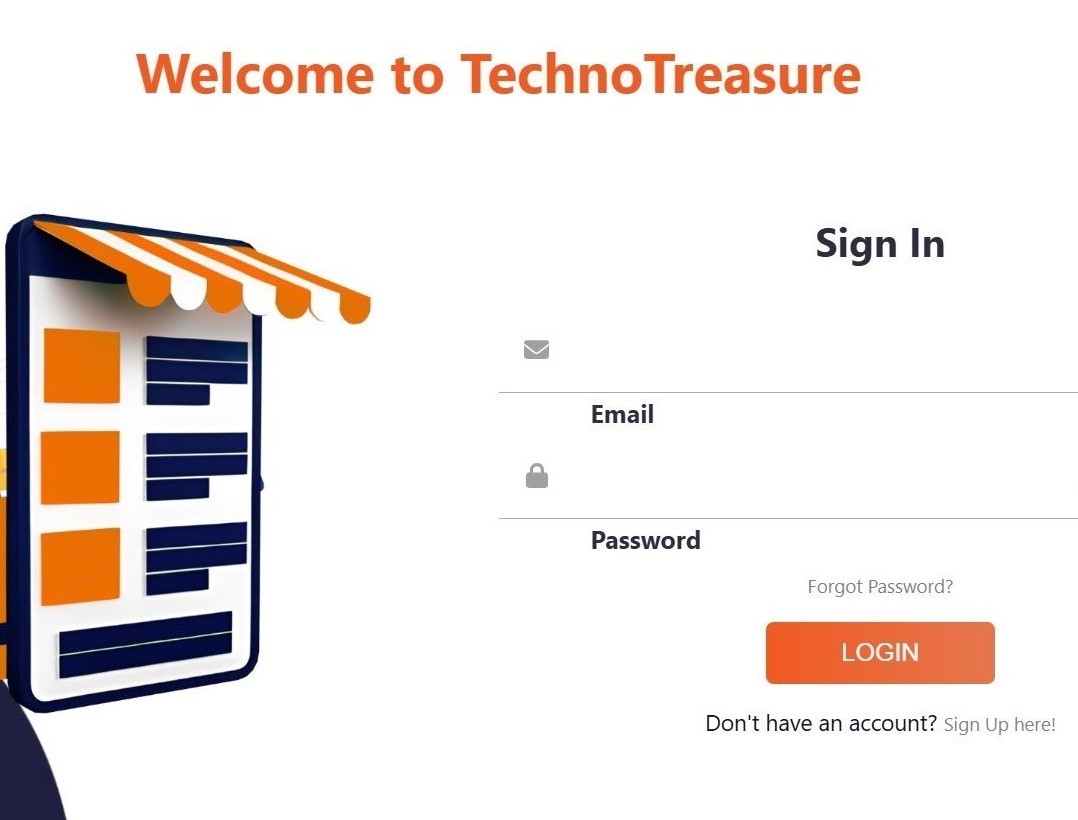 Welcome to TechnoTreasure
Sign In
Email
Password
Forgot Password?
LOGIN
Don't have an account? Sign Up here!